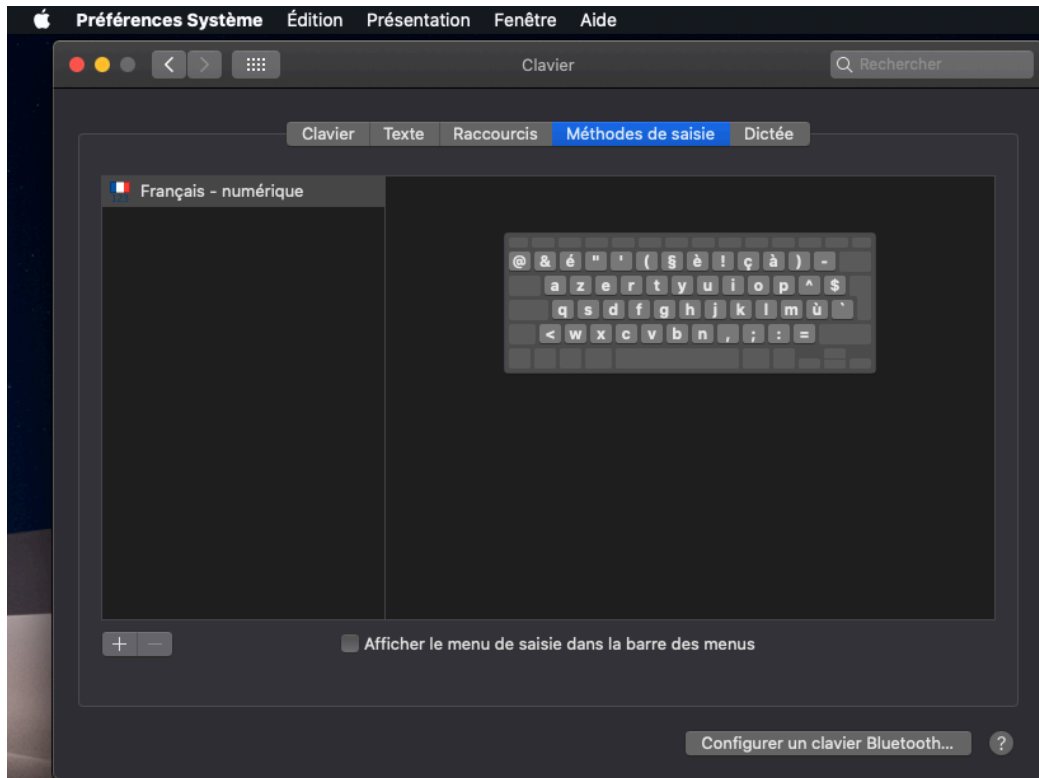 Préférences Système Édition Présentation Fenêtre Aide
Clavier
Rechercher
Clavier Texte Raccourcis Méthodes de saisie Dictée
Français - numérique
123
@ & é " ' ( § è ! ç à ) -
a z e r t y u i o p ^ $
q s d f g h j k l m ù `
< w x c v b n , ; : =
+ −
Afficher le menu de saisie dans la barre des menus
Configurer un clavier Bluetooth... ?